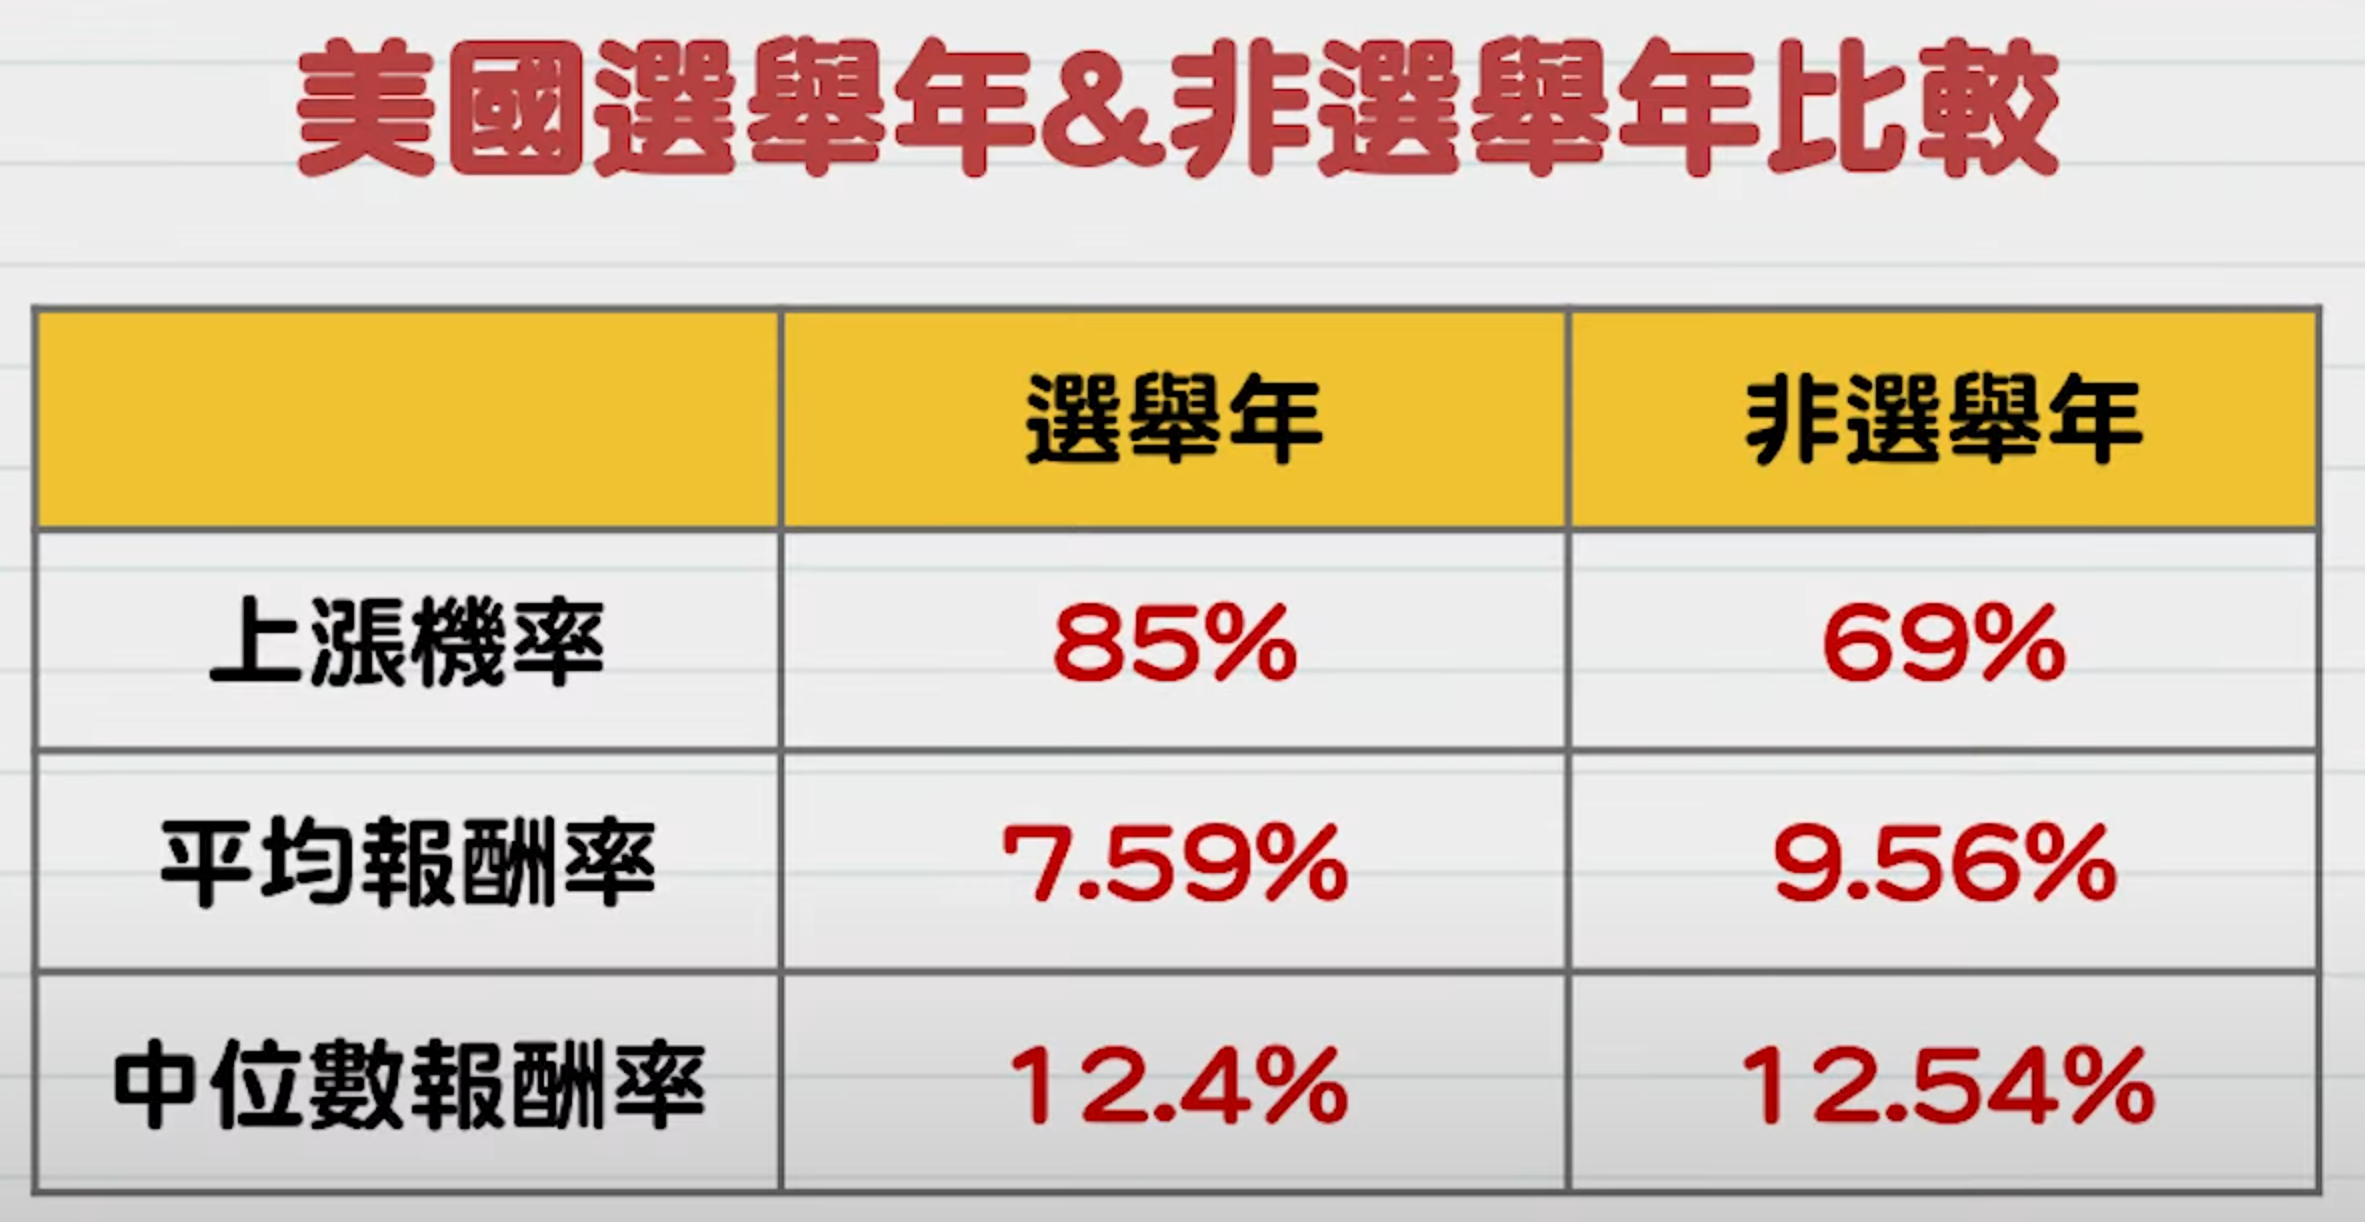 美國選舉年&非選舉年比較
選舉年 非選舉年
上漲機率 85% 69%
平均報酬率 7.59% 9.56%
中位數報酬率 12.4% 12.54%